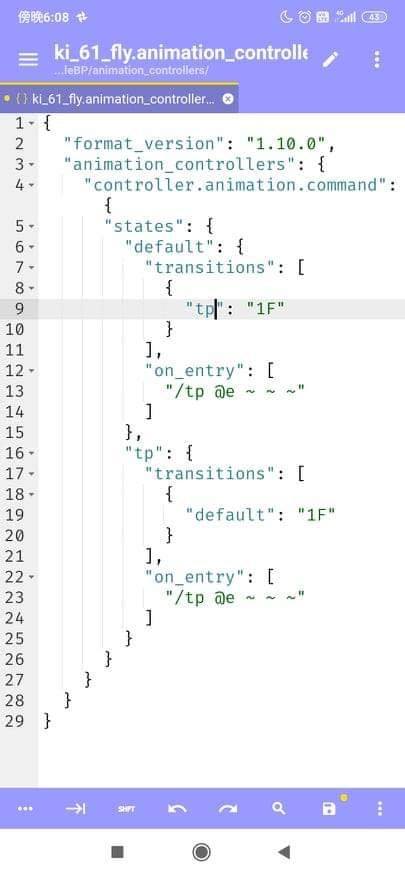 傍晚6:08
4G
43
ki_61_fly.animation_controlle
...leBP/animation_controllers/
{} ki_61_fly.animation_controller...
1 {
2 "format_version": "1.10.0",
3 "animation_controllers": {
4 "controller.animation.command":
{
5 "states": {
6 "default": {
7 "transitions": [
8 {
9 "tp": "1F"
10 }
11 ],
12 "on_entry": [
13 "/tp @e ~ ~ ~"
14 ]
15 },
16 "tp": {
17 "transitions": [
18 {
19 "default": "1F"
20 }
21 ],
22 "on_entry": [
23 "/tp @e ~ ~ ~"
24 ]
25 }
26 }
27 }
28 }
29 }
SHFT